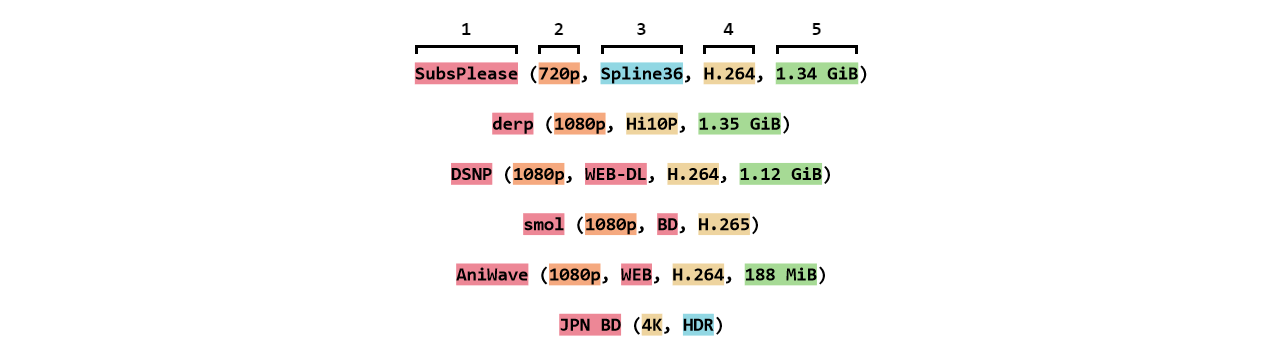 1 2 3 4 5
SubsPlease (720p, Spline36, H.264, 1.34 GiB)
derp (1080p, Hi10P, 1.35 GiB)
DSNP (1080p, WEB-DL, H.264, 1.12 GiB)
smol (1080p, BD, H.265)
AniWave (1080p, WEB, H.264, 188 MiB)
JPN BD (4K, HDR)